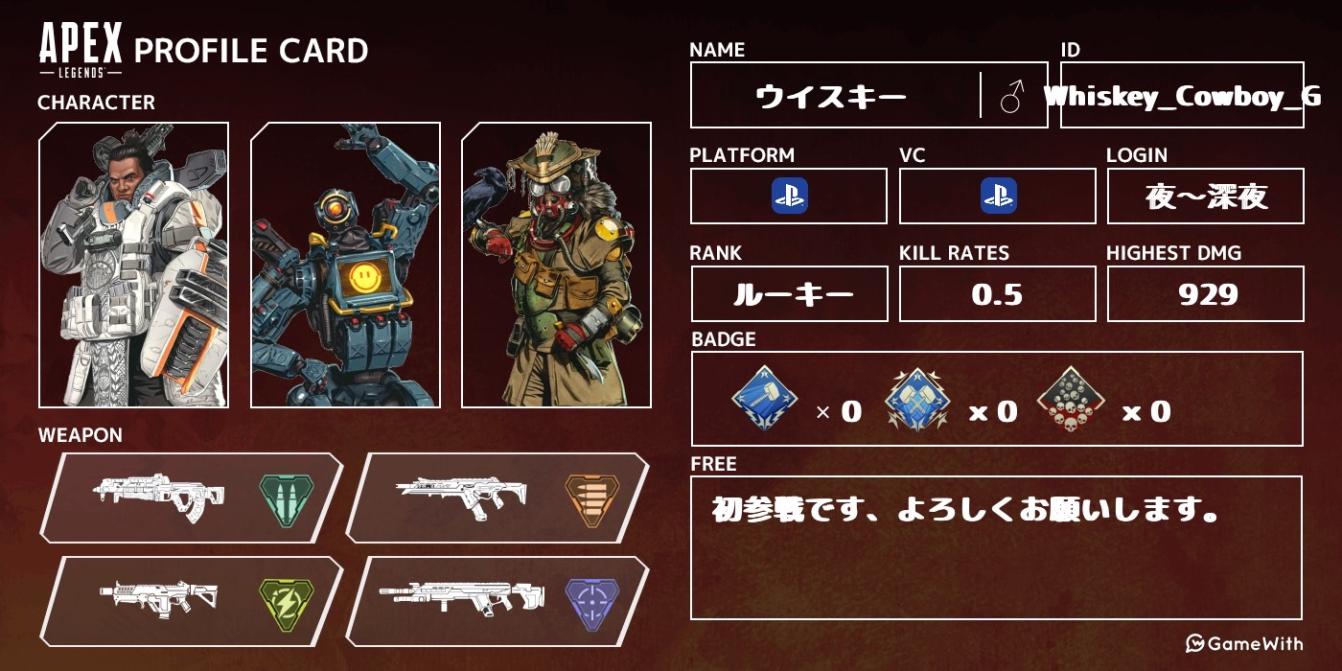 APEX
LEGENDS
PROFILE CARD
CHARACTER
WEAPON
NAME
ウイスキー
♂
ID
Whiskey_Cowboy_G
PLATFORM
VC
LOGIN
夜～深夜
RANK
ルーキー
KILL RATES
0.5
HIGHEST DMG
929
BADGE
× 0
x 0
x 0
FREE
初参戦です、よろしくお願いします。
GameWith